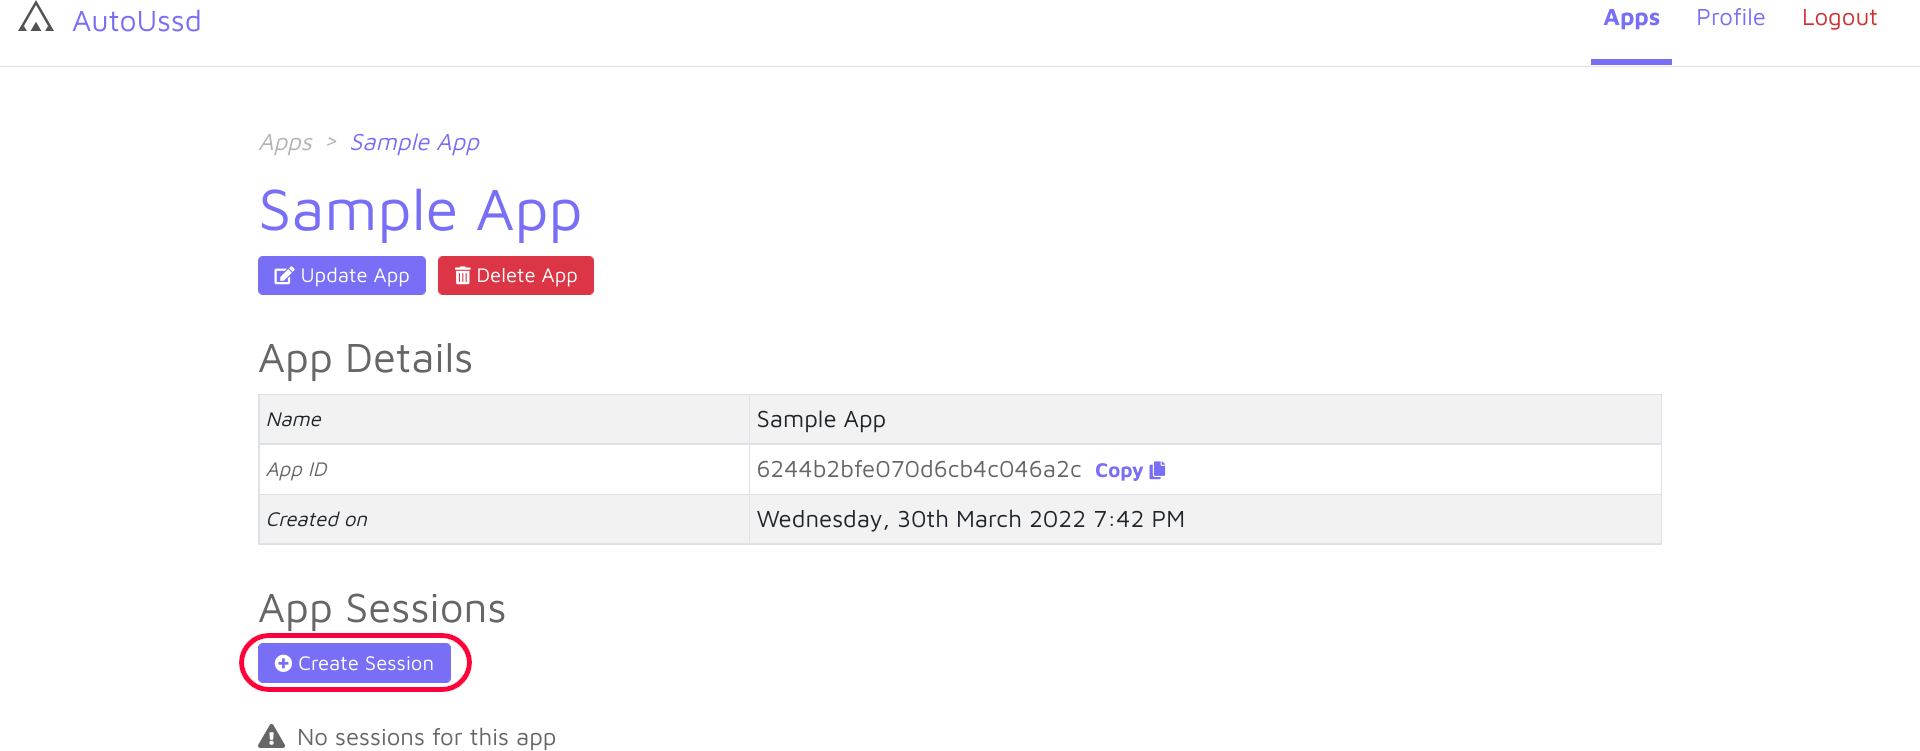 AutoUssd
Apps Profile Logout
Apps > Sample App
Sample App
Update App Delete App
App Details
Name Sample App
App ID 6244b2bfe070d6cb4c046a2c Copy
Created on Wednesday, 30th March 2022 7:42 PM
App Sessions
Create Session
No sessions for this app